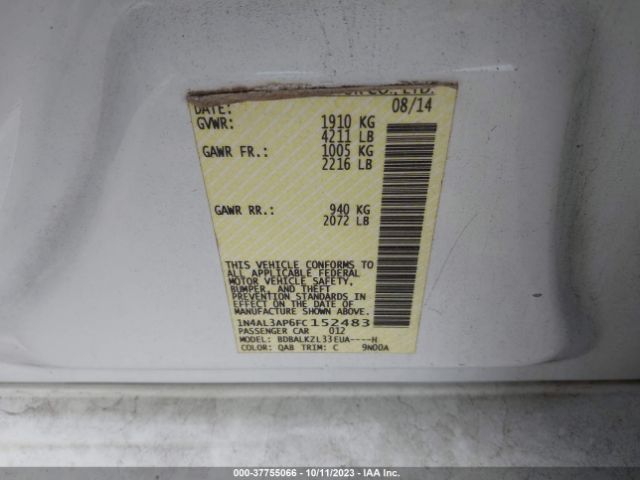 CO., LTD.
DATE: 08/14
GVWR: 1910 KG
4211 LB
GAWR FR.: 1005 KG
2216 LB
GAWR RR.: 940 KG
2072 LB
THIS VEHICLE CONFORMS TO
ALL APPLICABLE FEDERAL
MOTOR VEHICLE SAFETY,
BUMPER, AND THEFT
PREVENTION STANDARDS IN
EFFECT ON THE DATE OF
MANUFACTURE SHOWN ABOVE.
1N4AL3AP6FC152483
PASSENGER CAR 012
MODEL: BDBALKZL33EUA----H
COLOR: QAB TRIM: C 9N00A
000-37755066 - 10/11/2023 - IAA Inc.